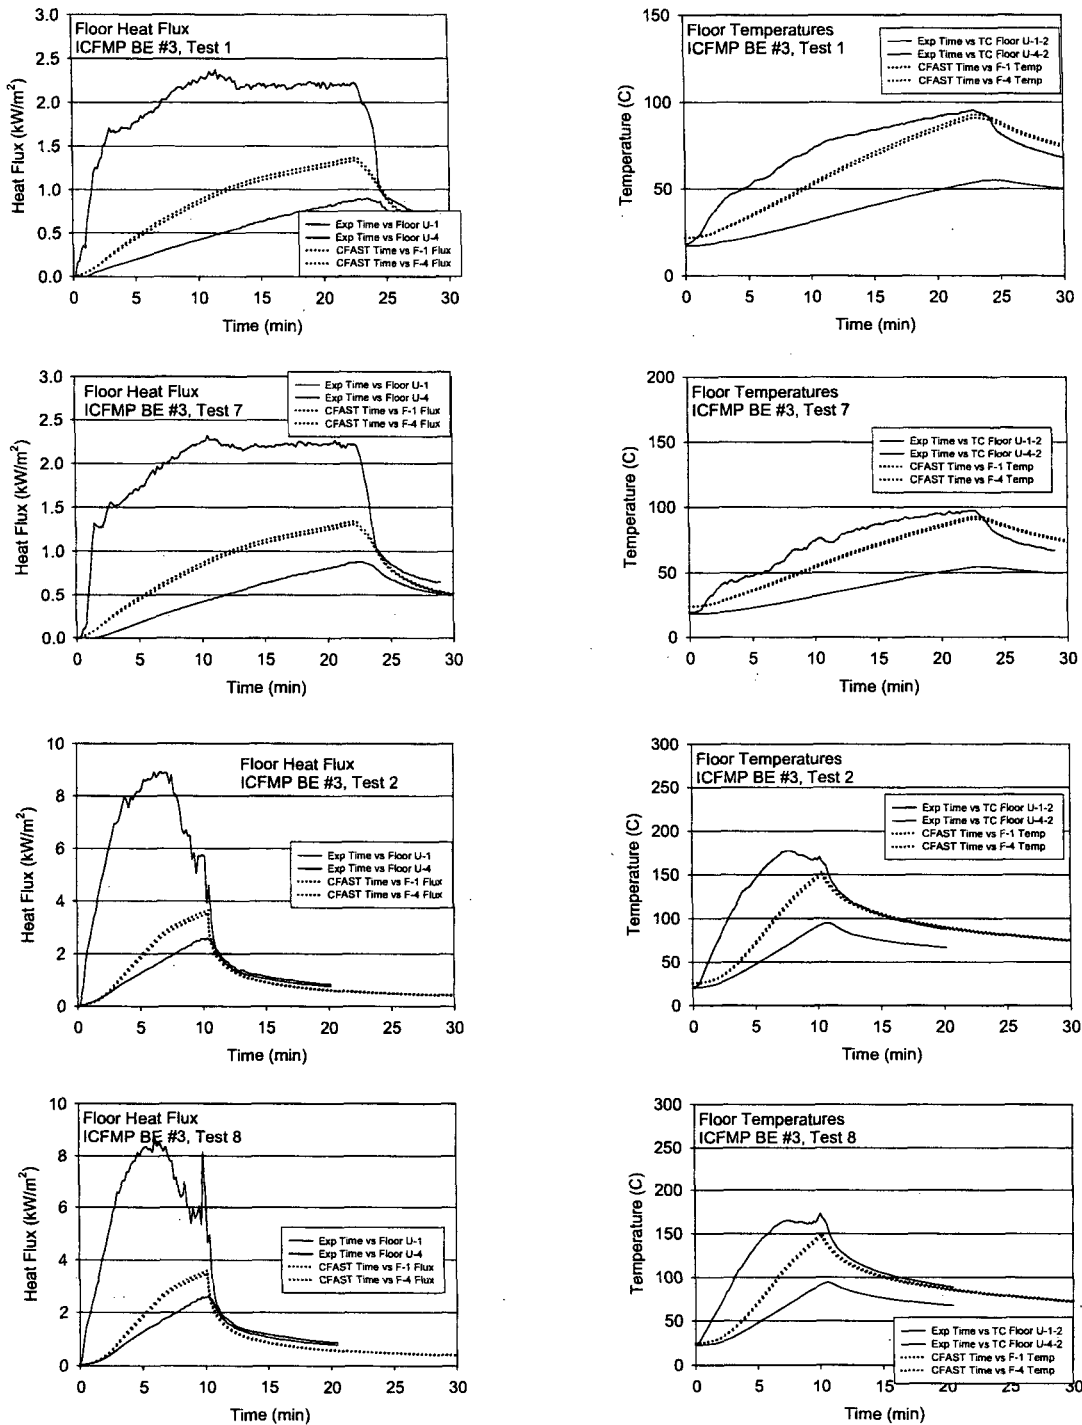 Floor Heat Flux
ICFMP BE #3, Test 1
Heat Flux (kW/m²)
3.0
2.5
2.0
1.5
1.0
0.5
0.0
Exp Time vs Floor U-1
Exp Time vs Floor U-4
CFAST Time vs F-1 Flux
CFAST Time vs F-4 Flux
0 5 10 15 20 25 30
Time (min)
Floor Temperatures
ICFMP BE #3, Test 1
Temperature (C)
150
100
50
0
Exp Time vs TC Floor U-1-2
Exp Time vs TC Floor U-4-2
CFAST Time vs F-1 Temp
CFAST Time vs F-4 Temp
0 5 10 15 20 25 30
Time (min)
Floor Heat Flux
ICFMP BE #3, Test 7
Heat Flux (kW/m²)
3.0
2.5
2.0
1.5
1.0
0.5
0.0
Exp Time vs Floor U-1
Exp Time vs Floor U-4
CFAST Time vs F-1 Flux
CFAST Time vs F-4 Flux
0 5 10 15 20 25 30
Time (min)
Floor Temperatures
ICFMP BE #3, Test 7
Temperature (C)
200
150
100
50
0
Exp Time vs TC Floor U-1-2
Exp Time vs TC Floor U-4-2
CFAST Time vs F-1 Temp
CFAST Time vs F-4 Temp
0 5 10 15 20 25 30
Time (min)
Floor Heat Flux
ICFMP BE #3, Test 2
Heat Flux (kW/m²)
10
8
6
4
2
0
Exp Time vs Floor U-1
Exp Time vs Floor U-4
CFAST Time vs F-1 Flux
CFAST Time vs F-4 Flux
0 5 10 15 20 25 30
Time (min)
Floor Temperatures
ICFMP BE #3, Test 2
Temperature (C)
300
250
200
150
100
50
0
Exp Time vs TC Floor U-1-2
Exp Time vs TC Floor U-4-2
CFAST Time vs F-1 Temp
CFAST Time vs F-4 Temp
0 5 10 15 20 25 30
Time (min)
Floor Heat Flux
ICFMP BE #3, Test 8
Heat Flux (kW/m²)
10
8
6
4
2
0
Exp Time vs Floor U-1
Exp Time vs Floor U-4
CFAST Time vs F-1 Flux
CFAST Time vs F-4 Flux
0 5 10 15 20 25 30
Time (min)
Floor Temperatures
ICFMP BE #3, Test 8
Temperature (C)
300
250
200
150
100
50
0
Exp Time vs TC Floor U-1-2
Exp Time vs TC Floor U-4-2
CFAST Time vs F-1 Temp
CFAST Time vs F-4 Temp
0 5 10 15 20 25 30
Time (min)